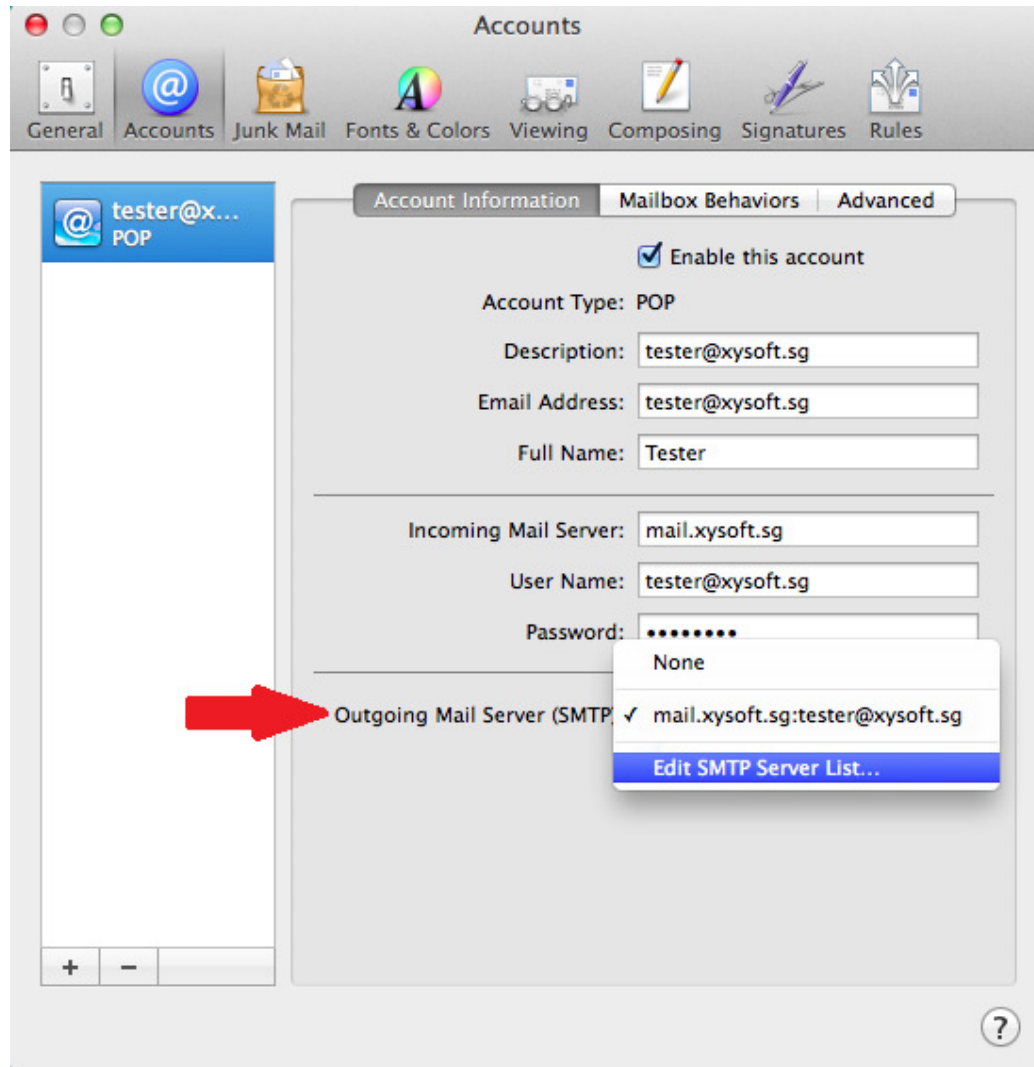 Accounts
General Accounts Junk Mail Fonts & Colors Viewing Composing Signatures Rules
tester@x...
POP
Account Information Mailbox Behaviors Advanced
Enable this account
Account Type: POP
Description: tester@xysoft.sg
Email Address: tester@xysoft.sg
Full Name: Tester
Incoming Mail Server: mail.xysoft.sg
User Name: tester@xysoft.sg
Password: ••••••••
None
Outgoing Mail Server (SMTP) ✓ mail.xysoft.sg:tester@xysoft.sg
Edit SMTP Server List...
+ −
?